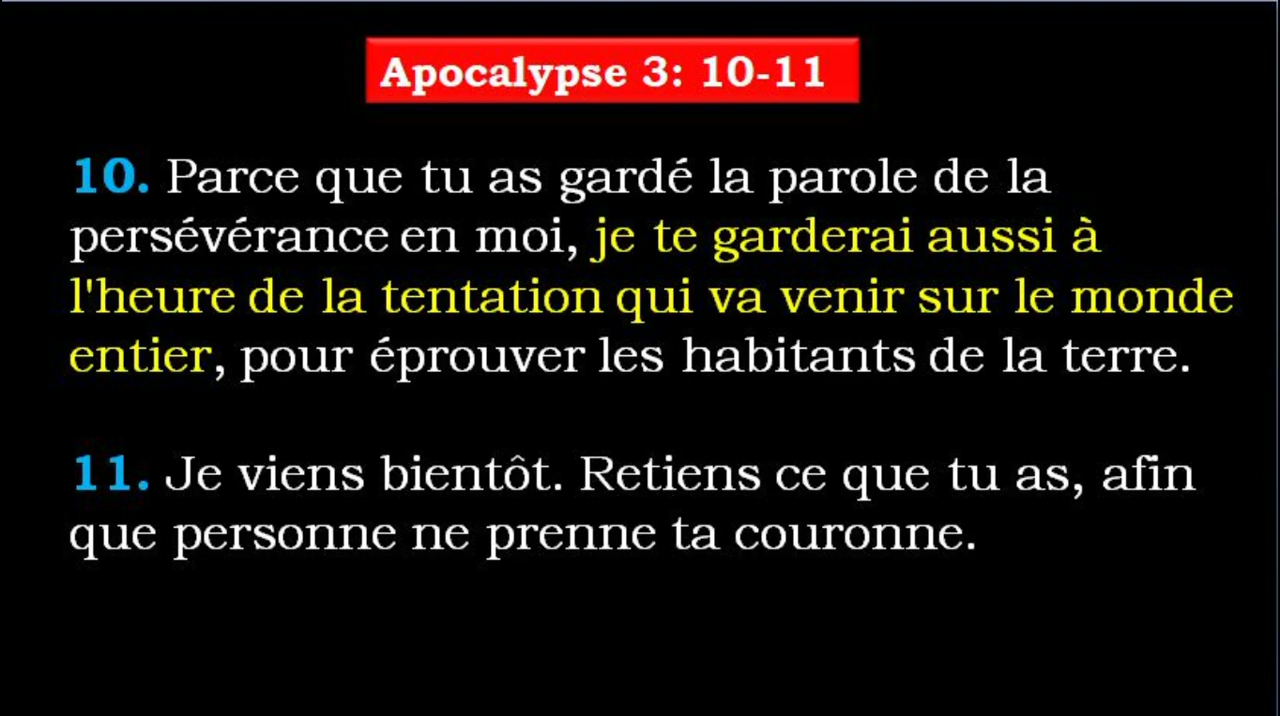 Apocalypse 3: 10-11
10. Parce que tu as gardé la parole de la
persévérance en moi, je te garderai aussi à
l'heure de la tentation qui va venir sur le monde
entier, pour éprouver les habitants de la terre.
11. Je viens bientôt. Retiens ce que tu as, afin
que personne ne prenne ta couronne.